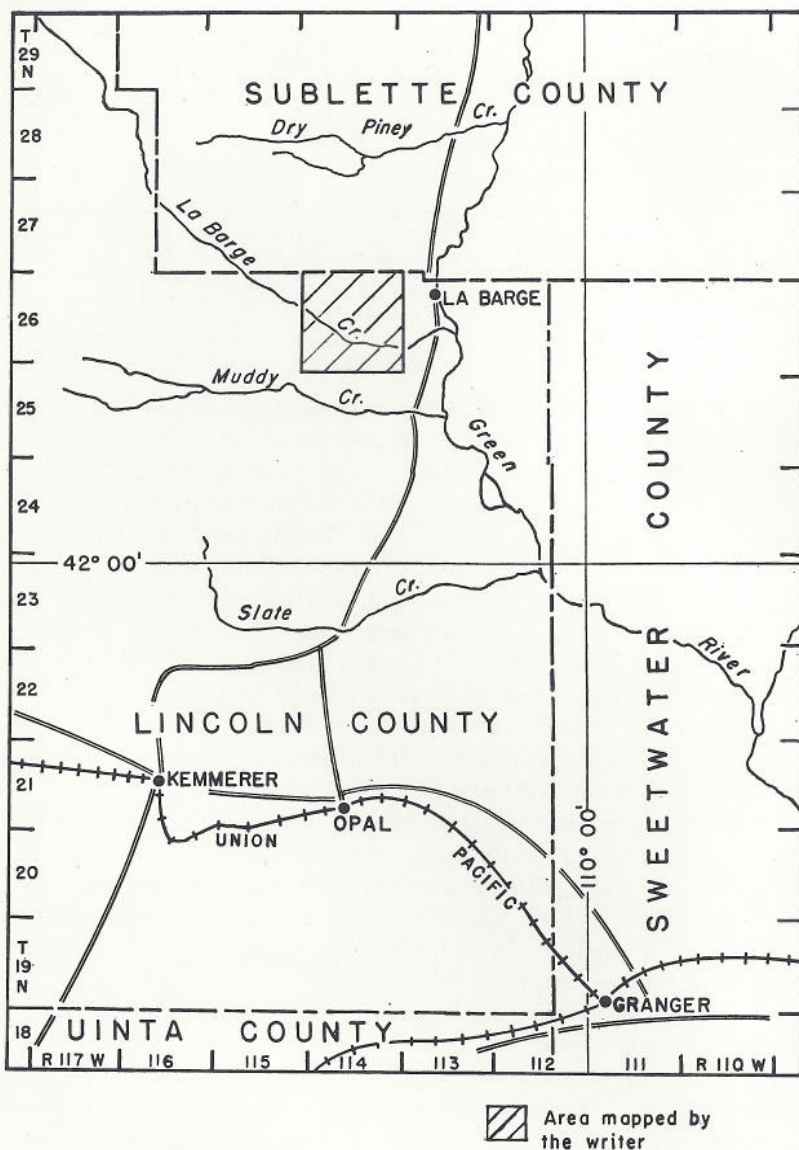 T
29
N
SUBLETTE COUNTY
Dry Piney Cr.
28
27
La Barge
Cr.
LA BARGE
26
Muddy Cr.
25
Green
COUNTY
24
42° 00'
23
Slate Cr.
River
22
LINCOLN COUNTY
21
KEMMERER
OPAL
UNION
PACIFIC
110° 00'
SWEETWATER
20
T
19
N
GRANGER
18
UINTA COUNTY
R 117 W 116 115 114 113 112 111 R 110 W
Area mapped by
the writer